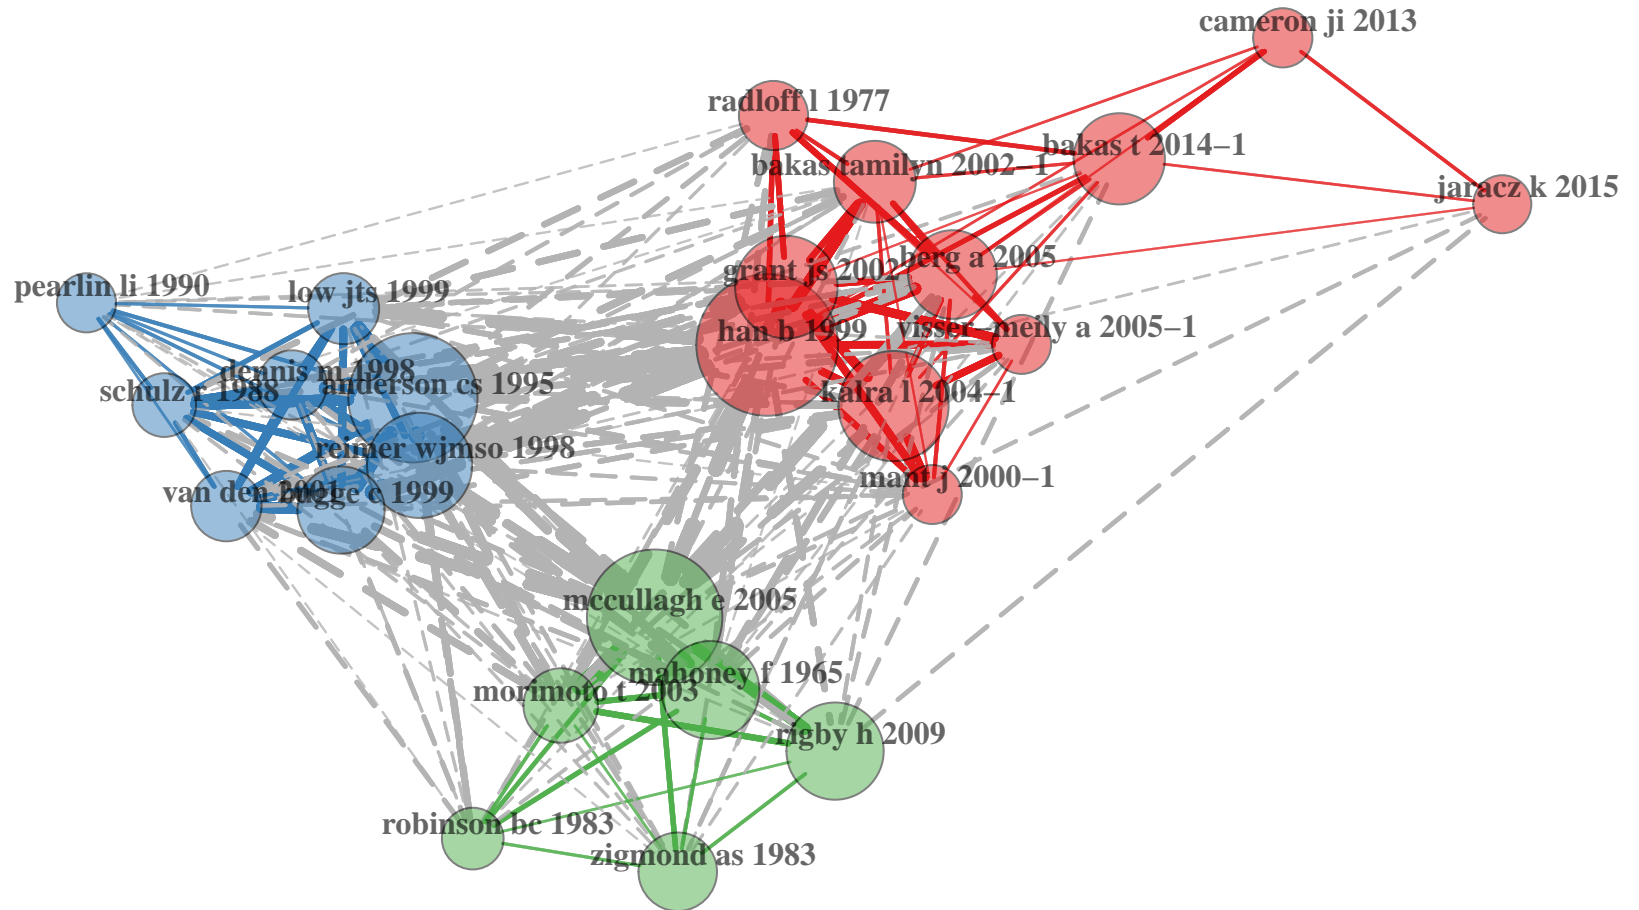 cameron ji 2013
radloff l 1977
bakas t 2014−1
bakas tamilyn 2002−1
jaracz k 2015
berg a 2005
grant js 2002
pearlin li 1990
low jts 1999
han b 1999
visser−meily a 2005−1
dennis m 1998
anderson cs 1995
schulz r 1988
kalra l 2004−1
reimer wjmso 1998
mant j 2000−1
van den 2001
bugge c 1999
mccullagh e 2005
mahoney f 1965
morimoto t 2003
rigby h 2009
robinson bc 1983
zigmond as 1983